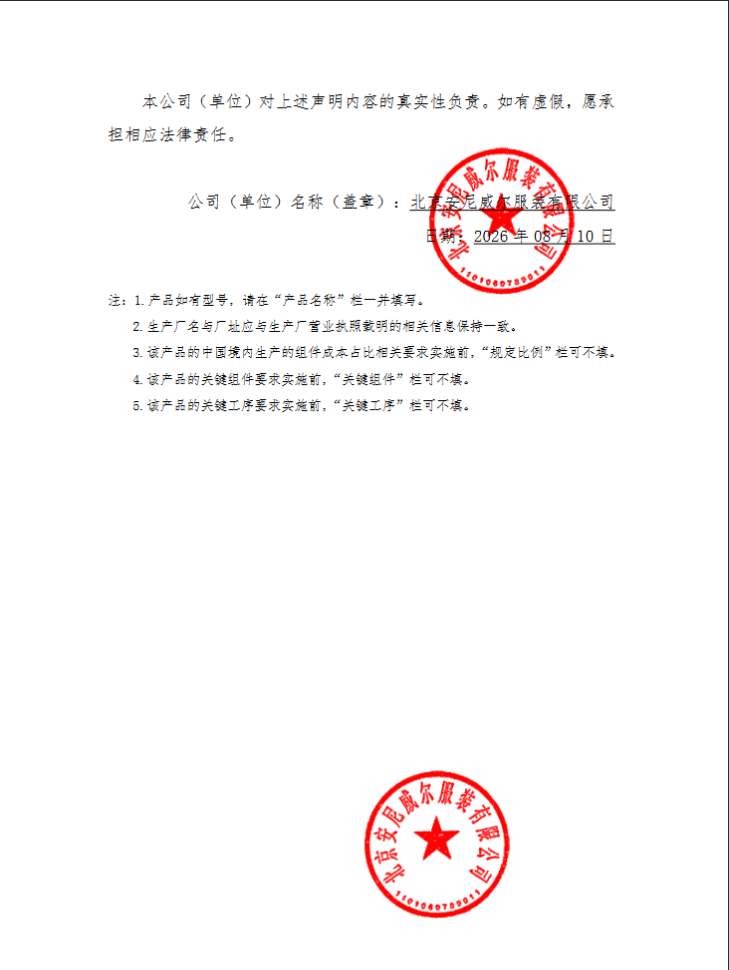 本公司（单位）对上述声明内容的真实性负责。如有虚假，愿承
担相应法律责任。
公司（单位）名称（盖章）：北京安尼威尔服装有限公司
日期：2026 年 08 月 10 日
北京安尼威尔服装有限公司
1101060789011
注：1.产品如有型号，请在“产品名称”栏一并填写。
2.生产厂名与厂址应与生产厂营业执照载明的相关信息保持一致。
3.该产品的中国境内生产的组件成本占比相关要求实施前，“规定比例”栏可不填。
4.该产品的关键组件要求实施前，“关键组件”栏可不填。
5.该产品的关键工序要求实施前，“关键工序”栏可不填。
北京安尼威尔服装有限公司
1101060789011